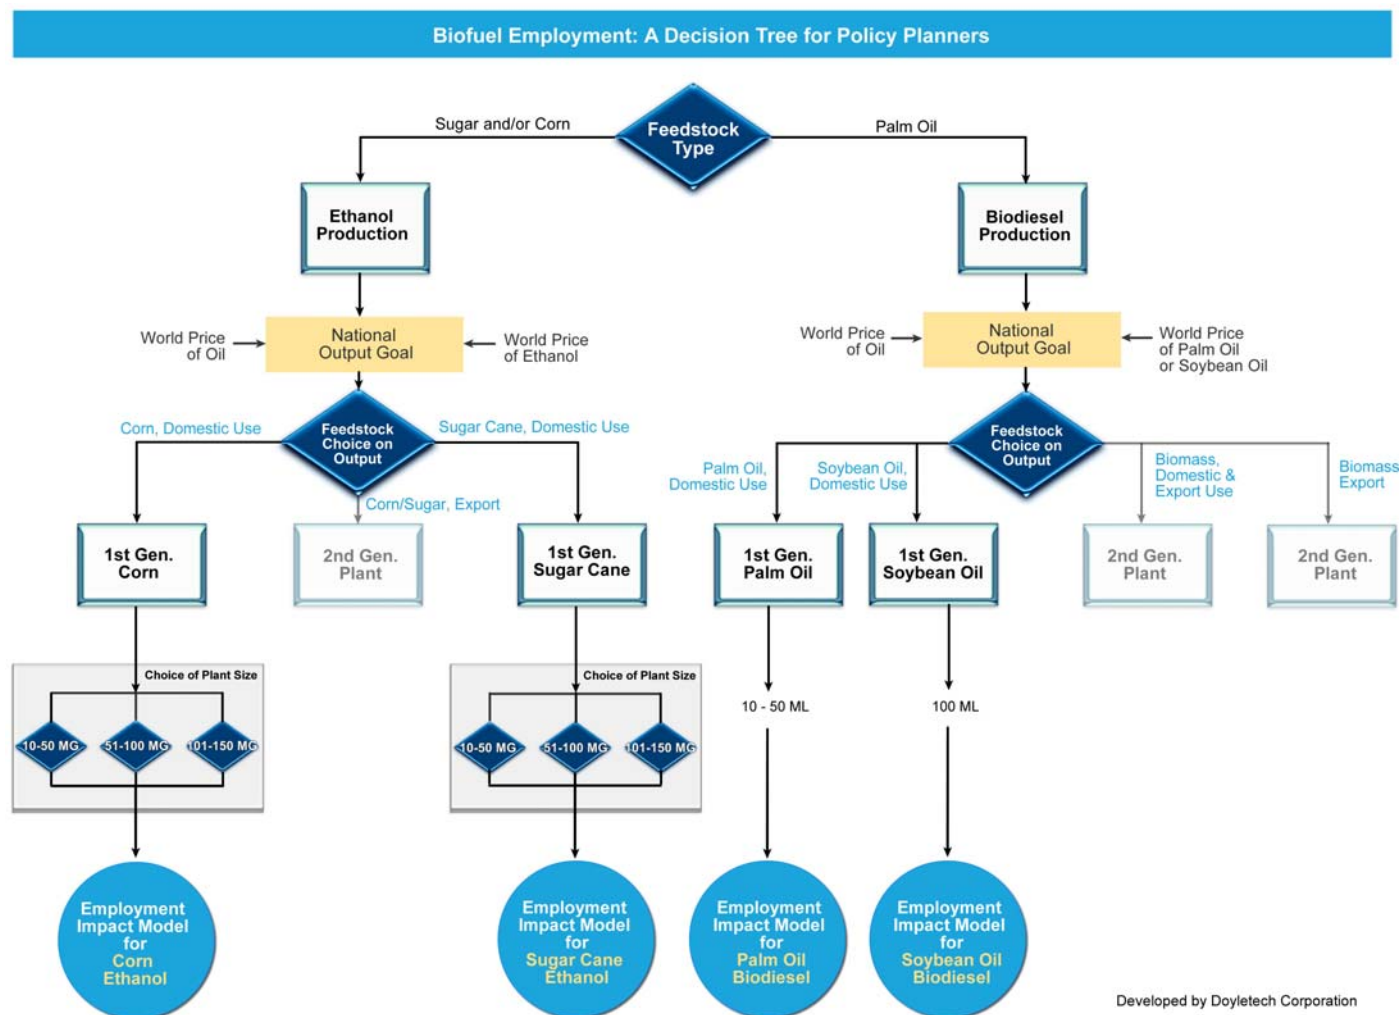 Biofuel Employment: A Decision Tree for Policy Planners
Sugar and/or Corn
Feedstock
Type
Palm Oil
Ethanol
Production
Biodiesel
Production
World Price
of Oil
National
Output Goal
World Price
of Ethanol
World Price
of Oil
National
Output Goal
World Price
of Palm Oil
or Soybean Oil
Corn, Domestic Use
Feedstock
Choice on
Output
Sugar Cane, Domestic Use
Corn/Sugar, Export
Palm Oil,
Domestic Use
Soybean Oil,
Domestic Use
Feedstock
Choice on
Output
Biomass,
Domestic &
Export Use
Biomass
Export
1st Gen.
Corn
2nd Gen.
Plant
1st Gen.
Sugar Cane
1st Gen.
Palm Oil
1st Gen.
Soybean Oil
2nd Gen.
Plant
2nd Gen.
Plant
Choice of Plant Size
10-50 MG
51-100 MG
101-150 MG
Choice of Plant Size
10-50 MG
51-100 MG
101-150 MG
10 - 50 ML
100 ML
Employment
Impact Model
for
Corn
Ethanol
Employment
Impact Model
for
Sugar Cane
Ethanol
Employment
Impact Model
for
Palm Oil
Biodiesel
Employment
Impact Model
for
Soybean Oil
Biodiesel
Developed by Doyletech Corporation